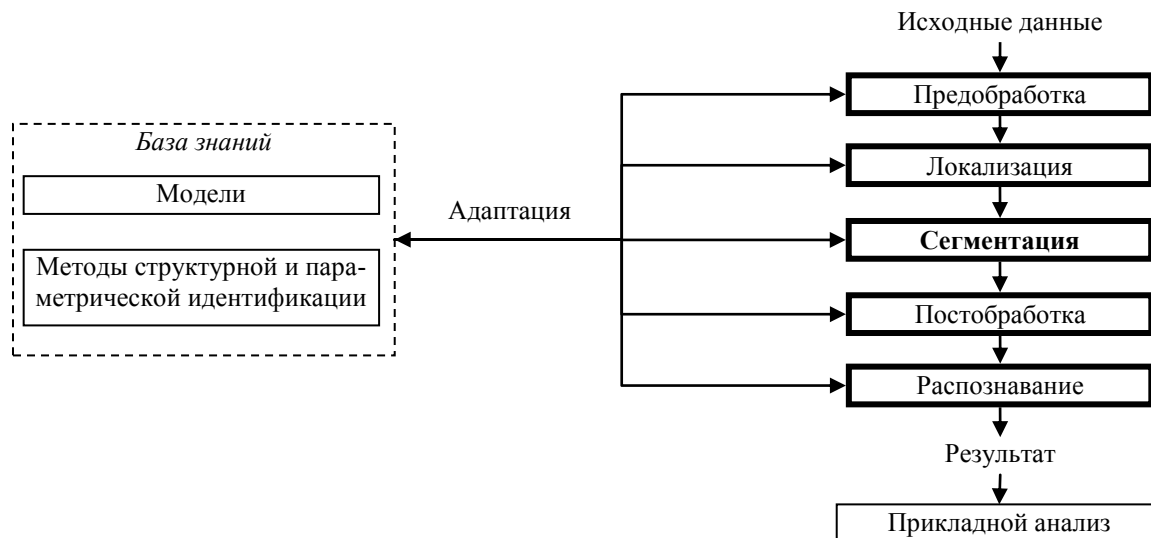 Исходные данные
Предобработка
База знаний
Локализация
Модели
Адаптация
Сегментация
Методы структурной и пара-
метрической идентификации
Постобработка
Распознавание
Результат
Прикладной анализ